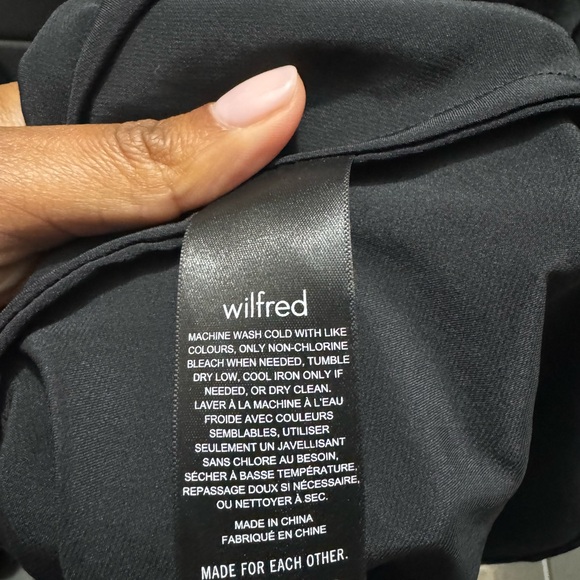 wilfred
MACHINE WASH COLD WITH LIKE
COLOURS, ONLY NON-CHLORINE
BLEACH WHEN NEEDED, TUMBLE
DRY LOW, COOL IRON ONLY IF
NEEDED, OR DRY CLEAN.
LAVER À LA MACHINE À L'EAU
FROIDE AVEC COULEURS
SEMBLABLES, UTILISER
SEULEMENT UN JAVELLISANT
SANS CHLORE AU BESOIN,
SÉCHER À BASSE TEMPÉRATURE,
REPASSAGE DOUX SI NÉCESSAIRE,
OU NETTOYER À SEC.
MADE IN CHINA
FABRIQUÉ EN CHINE
MADE FOR EACH OTHER.